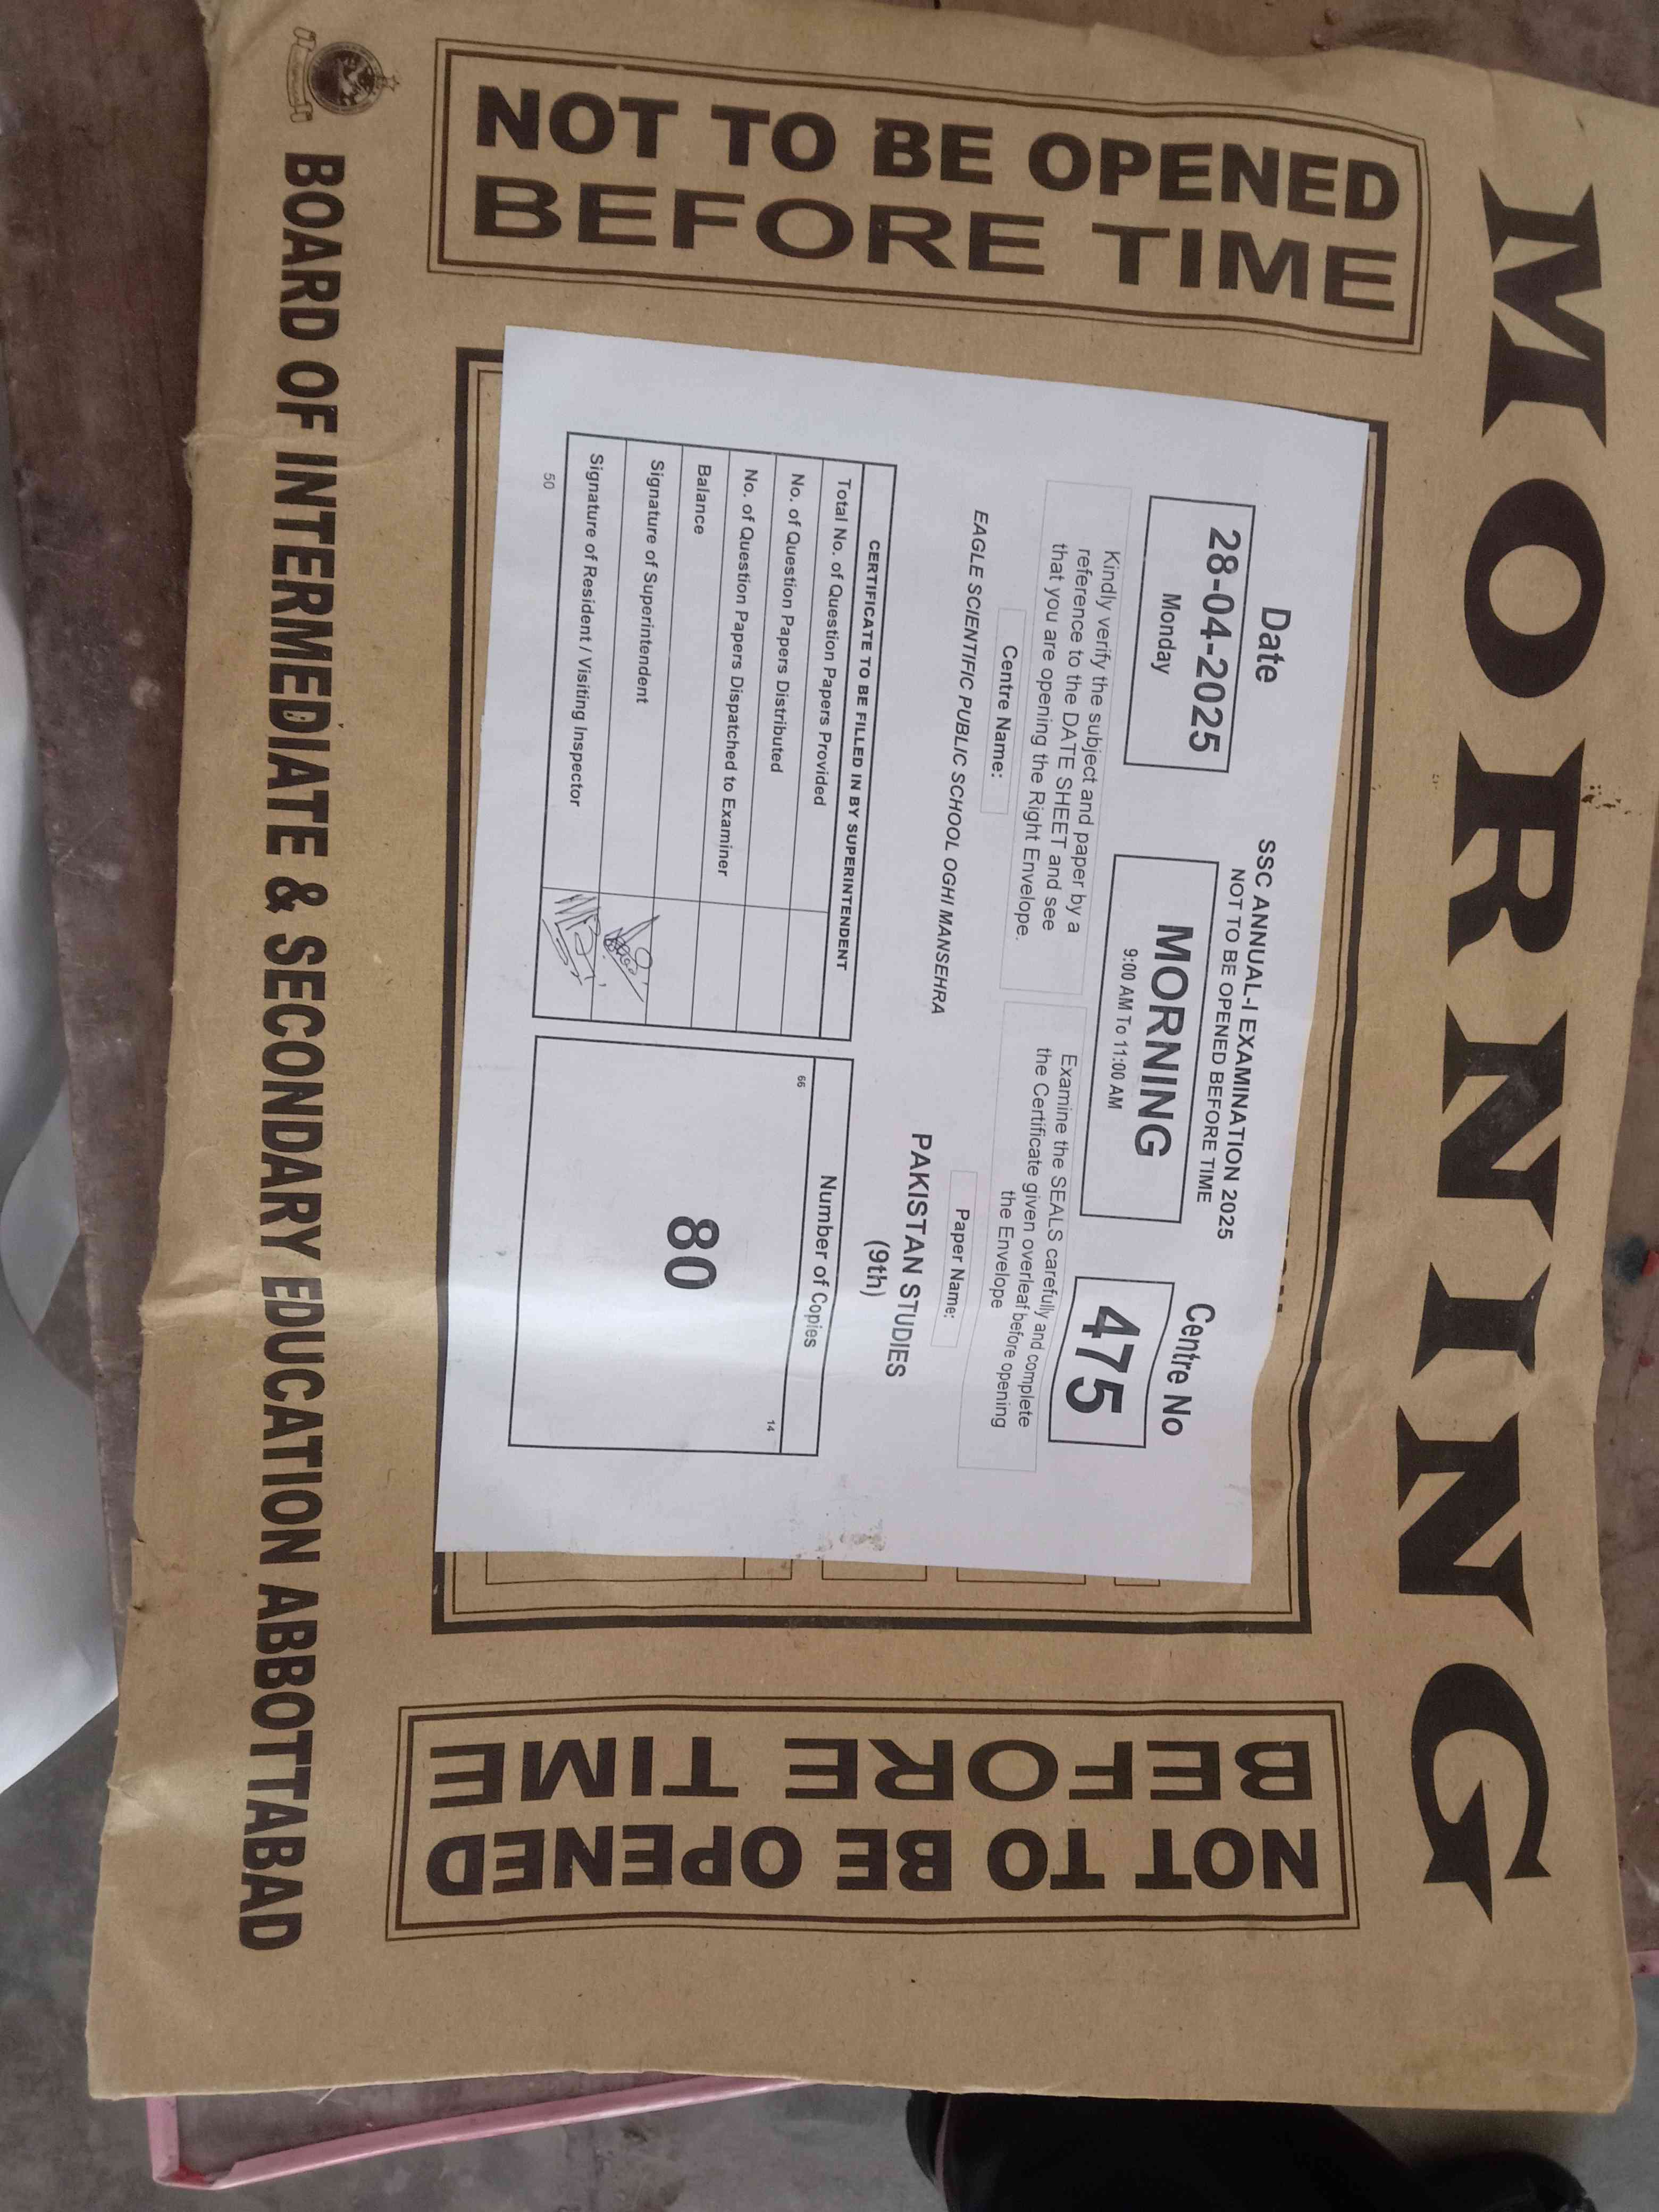 MORNING
NOT TO BE OPENED
BEFORE TIME
Date
28-04-2025
Monday
SSC ANNUAL-I EXAMINATION 2025
NOT TO BE OPENED BEFORE TIME
MORNING
9:00 AM To 11:00 AM
Centre No
475
Kindly verify the subject and paper by a
reference to the DATE SHEET and see
that you are opening the Right Envelope.
Examine the SEALS carefully and complete
the Certificate given overleaf before opening
the Envelope
Centre Name:
EAGLE SCIENTIFIC PUBLIC SCHOOL OGHI MANSEHRA
Paper Name:
PAKISTAN STUDIES
(9th)
CERTIFICATE TO BE FILLED IN BY SUPERINTENDENT
Total No. of Question Papers Provided
No. of Question Papers Distributed
No. of Question Papers Dispatched to Examiner
Balance
Signature of Superintendent
Signature of Resident / Visiting Inspector
50
Number of Copies
66
14
80
NOT TO BE OPENED
BEFORE TIME
BOARD OF INTERMEDIATE & SECONDARY EDUCATION ABBOTTABAD